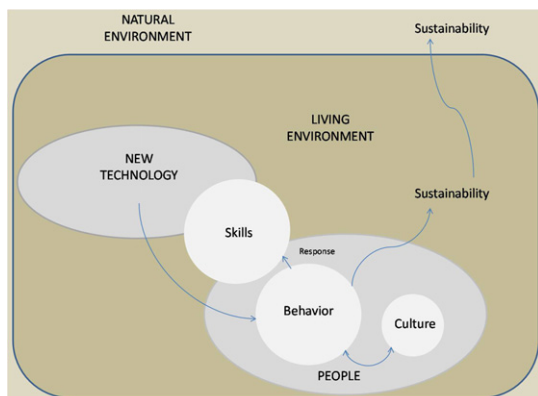 NATURAL
ENVIRONMENT
Sustainability
LIVING
ENVIRONMENT
NEW
TECHNOLOGY
Sustainability
Skills
Response
Behavior
Culture
PEOPLE